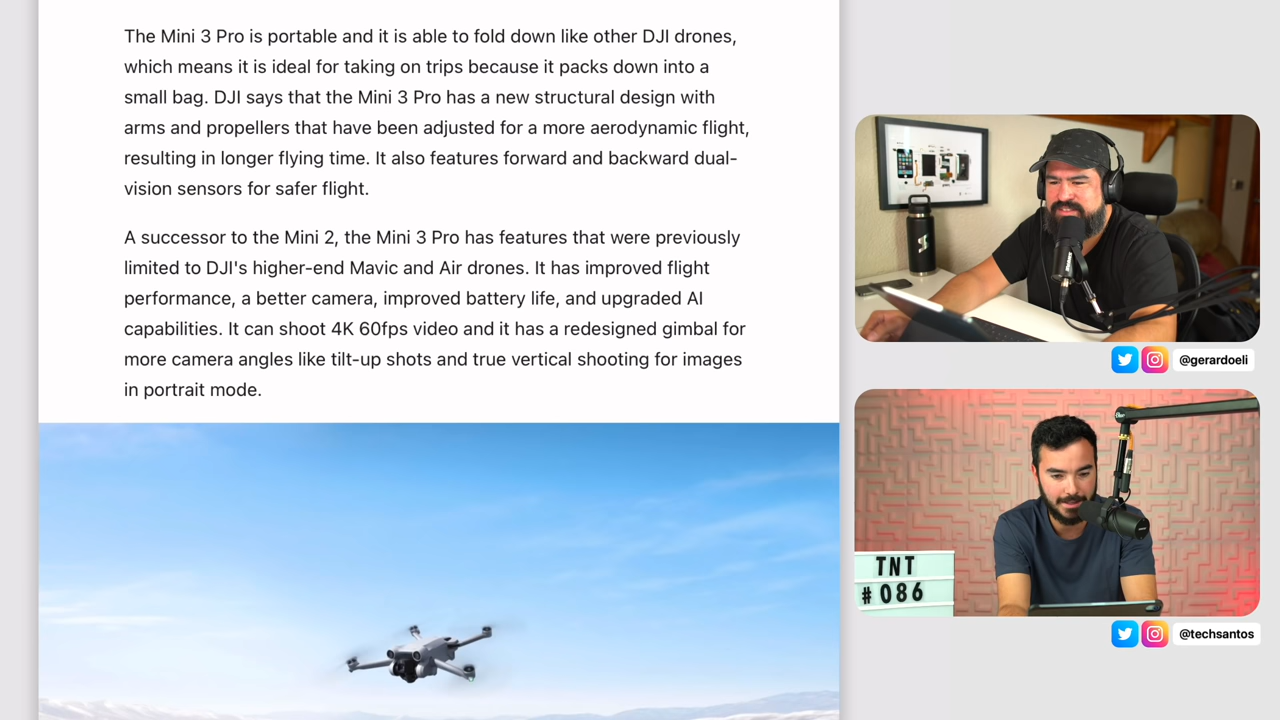 The Mini 3 Pro is portable and it is able to fold down like other DJI drones,
which means it is ideal for taking on trips because it packs down into a
small bag. DJI says that the Mini 3 Pro has a new structural design with
arms and propellers that have been adjusted for a more aerodynamic flight,
resulting in longer flying time. It also features forward and backward dual-
vision sensors for safer flight.
A successor to the Mini 2, the Mini 3 Pro has features that were previously
limited to DJI's higher-end Mavic and Air drones. It has improved flight
performance, a better camera, improved battery life, and upgraded AI
capabilities. It can shoot 4K 60fps video and it has a redesigned gimbal for
more camera angles like tilt-up shots and true vertical shooting for images
in portrait mode.
@gerardoeli
TNT
#086
@techsantos